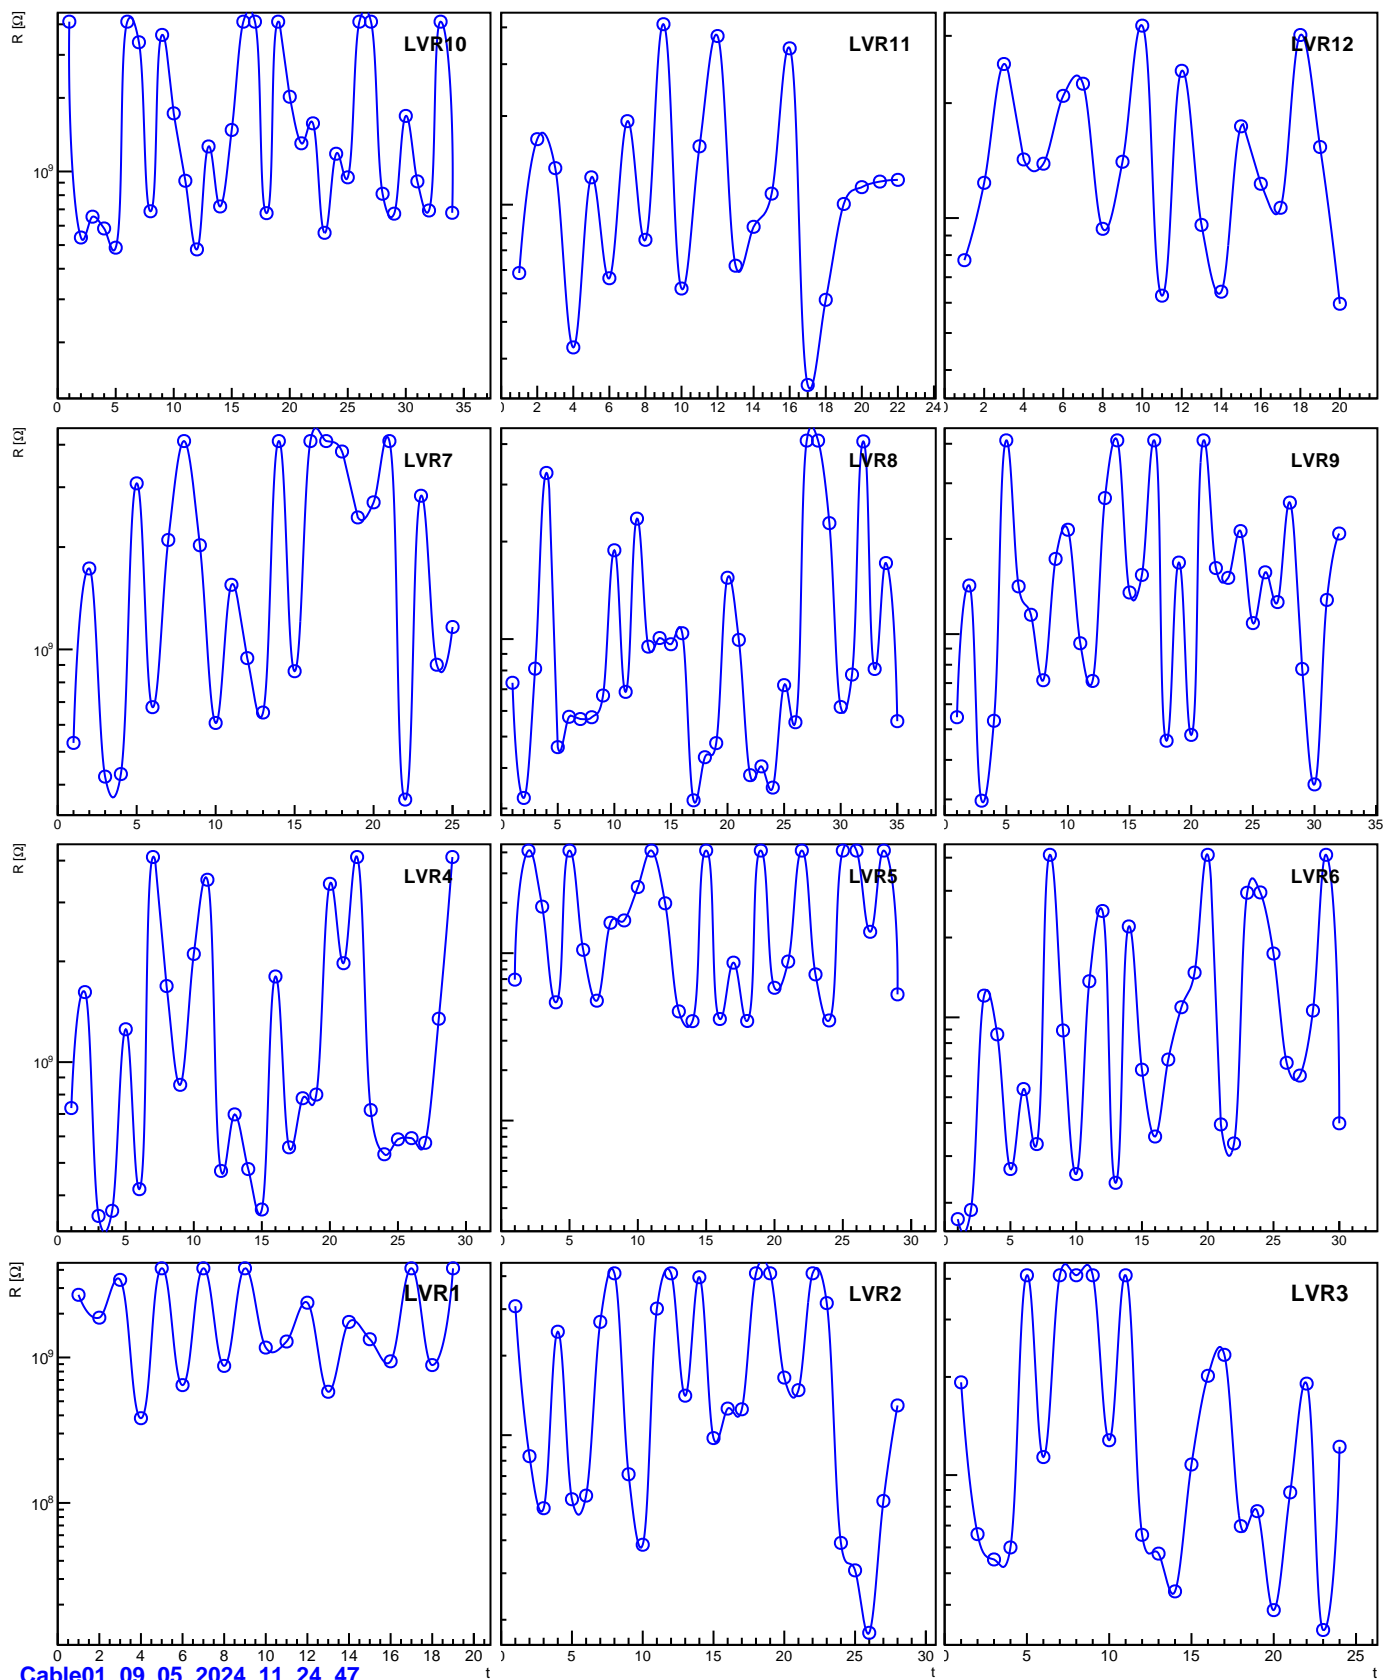 R [Ω]
LVR10
LVR11
LVR12
10⁹
0 5 10 15 20 25 30 35
2 4 6 8 10 12 14 16 18 20 22 24
2 4 6 8 10 12 14 16 18 20
R [Ω]
LVR7
LVR8
LVR9
10⁹
0 5 10 15 20 25
5 10 15 20 25 30 35
5 10 15 20 25 30 35
R [Ω]
LVR4
LVR5
LVR6
10⁹
0 5 10 15 20 25 30
5 10 15 20 25 30
5 10 15 20 25 30
R [Ω]
LVR1
LVR2
LVR3
10⁹
10⁸
0 2 4 6 8 10 12 14 16 18 20
5 10 15 20 25 30
5 10 15 20 25
t
t
t
Cable01_09_05_2024_11_24_47